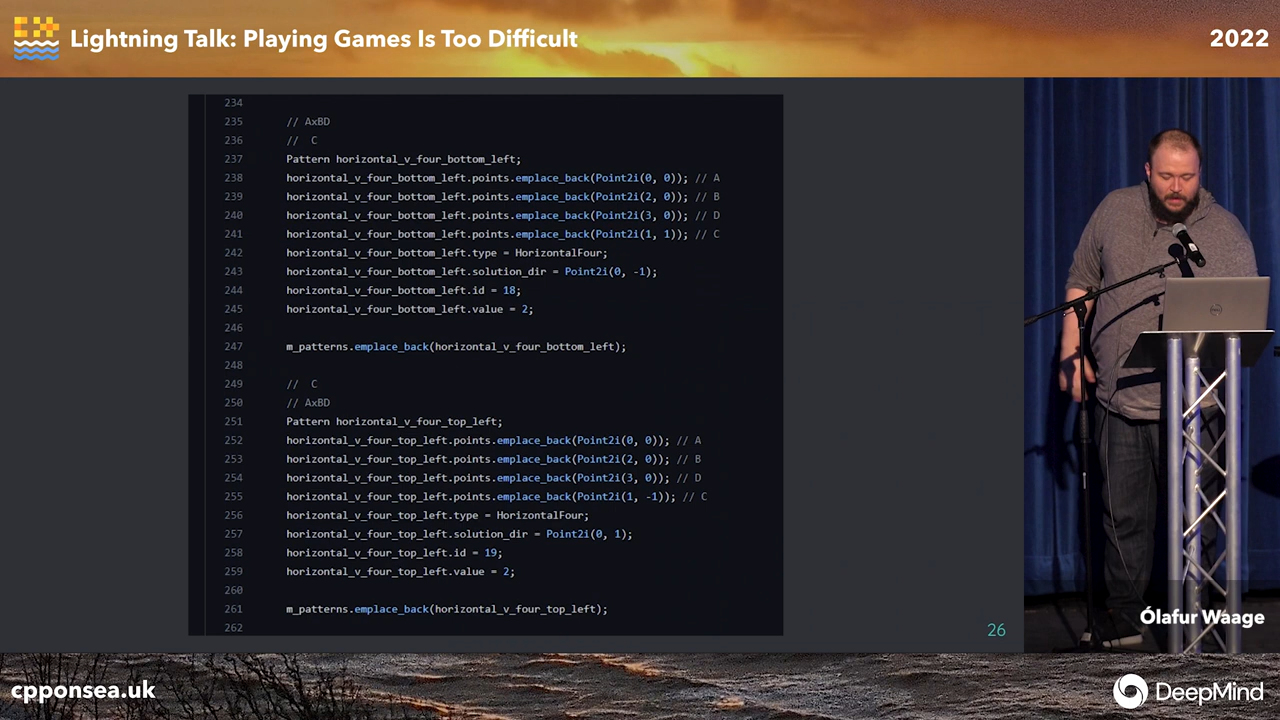 Lightning Talk: Playing Games Is Too Difficult
2022
234
235 // AxBD
236 //  C
237 Pattern horizontal_v_four_bottom_left;
238 horizontal_v_four_bottom_left.points.emplace_back(Point2i(0, 0)); // A
239 horizontal_v_four_bottom_left.points.emplace_back(Point2i(2, 0)); // B
240 horizontal_v_four_bottom_left.points.emplace_back(Point2i(3, 0)); // D
241 horizontal_v_four_bottom_left.points.emplace_back(Point2i(1, 1)); // C
242 horizontal_v_four_bottom_left.type = HorizontalFour;
243 horizontal_v_four_bottom_left.solution_dir = Point2i(0, -1);
244 horizontal_v_four_bottom_left.id = 18;
245 horizontal_v_four_bottom_left.value = 2;
246
247 m_patterns.emplace_back(horizontal_v_four_bottom_left);
248
249 //  C
250 // AxBD
251 Pattern horizontal_v_four_top_left;
252 horizontal_v_four_top_left.points.emplace_back(Point2i(0, 0)); // A
253 horizontal_v_four_top_left.points.emplace_back(Point2i(2, 0)); // B
254 horizontal_v_four_top_left.points.emplace_back(Point2i(3, 0)); // D
255 horizontal_v_four_top_left.points.emplace_back(Point2i(1, -1)); // C
256 horizontal_v_four_top_left.type = HorizontalFour;
257 horizontal_v_four_top_left.solution_dir = Point2i(0, 1);
258 horizontal_v_four_top_left.id = 19;
259 horizontal_v_four_top_left.value = 2;
260
261 m_patterns.emplace_back(horizontal_v_four_top_left);
262
26
Ólafur Waage
cpponsea.uk
DeepMind